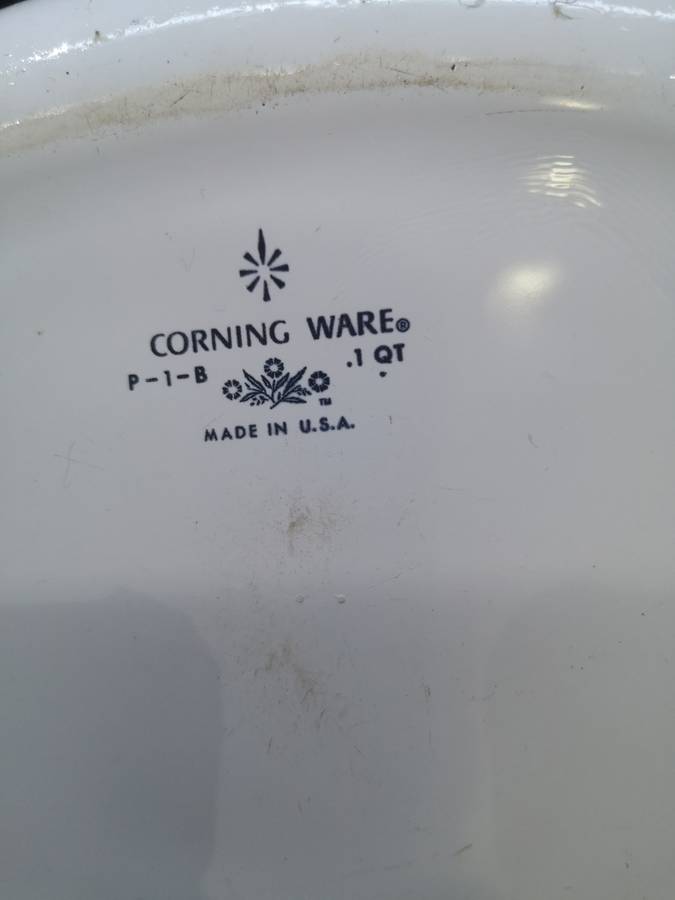 CORNING WARE®
P-1-B .1 QT
TM
MADE IN U.S.A.